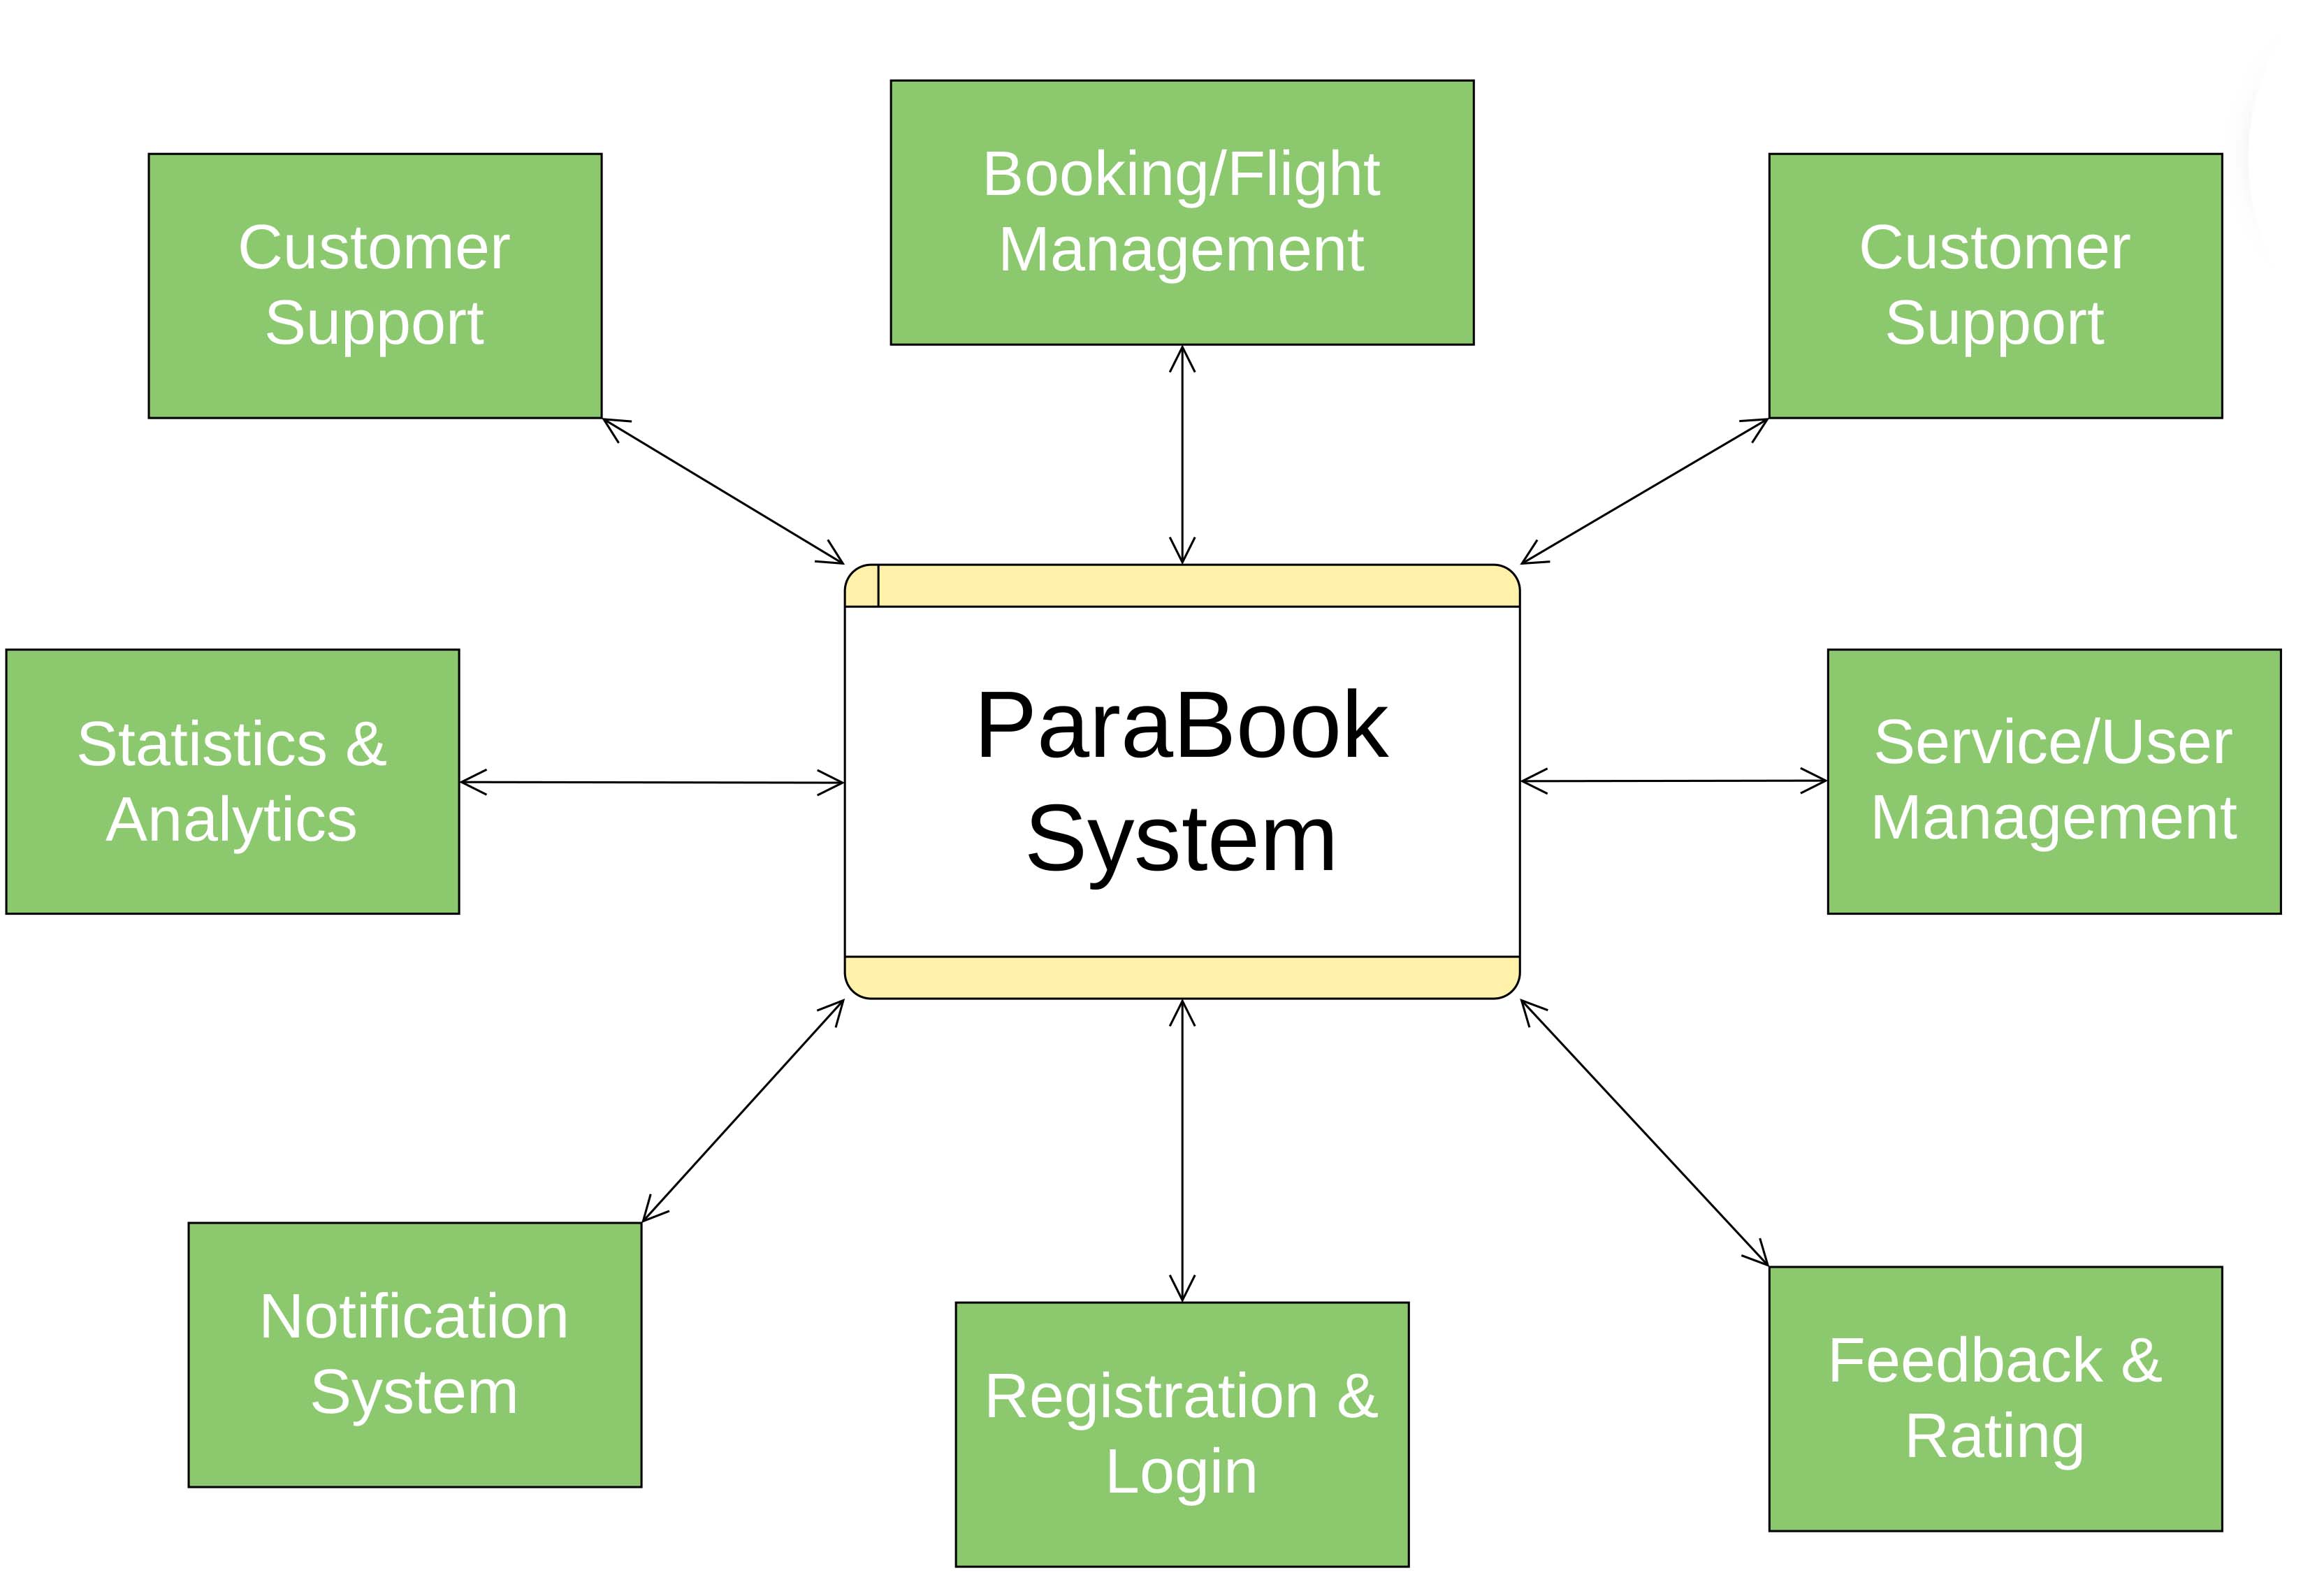 Booking/Flight
Management
Customer
Support
Customer
Support
ParaBook
System
Statistics &
Analytics
Service/User
Management
Notification
System
Registration &
Login
Feedback &
Rating